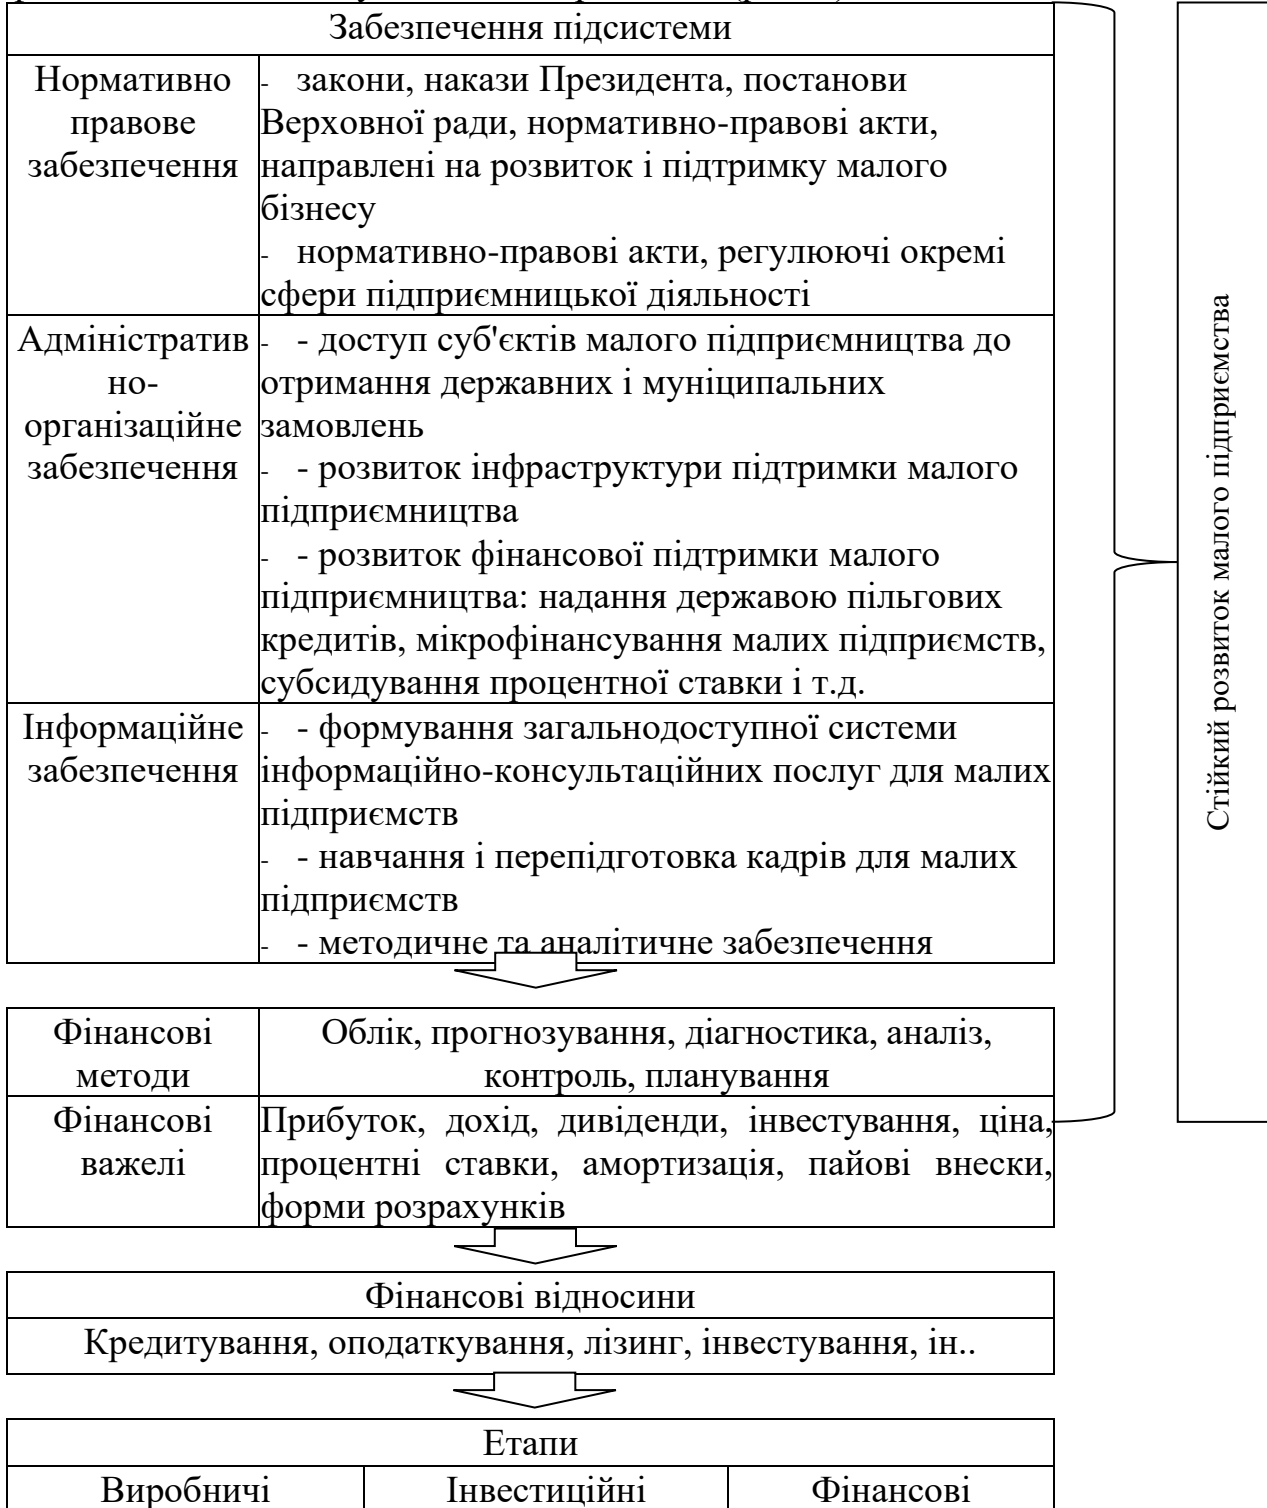 Забезпечення підсистеми
Нормативно
правове
забезпечення
- закони, накази Президента, постанови
Верховної ради, нормативно-правові акти,
направлені на розвиток і підтримку малого
бізнесу
- нормативно-правові акти, регулюючі окремі
сфери підприємницької діяльності
Адміністратив
но-
організаційне
забезпечення
- - доступ суб'єктів малого підприємництва до
отримання державних і муніципальних
замовлень
- - розвиток інфраструктури підтримки малого
підприємництва
- - розвиток фінансової підтримки малого
підприємництва: надання державою пільгових
кредитів, мікрофінансування малих підприємств,
субсидування процентної ставки і т.д.
Інформаційне
забезпечення
- - формування загальнодоступної системи
інформаційно-консультаційних послуг для малих
підприємств
- - навчання і перепідготовка кадрів для малих
підприємств
- - методичне та аналітичне забезпечення
Фінансові
методи
Облік, прогнозування, діагностика, аналіз,
контроль, планування
Фінансові
важелі
Прибуток, дохід, дивіденди, інвестування, ціна,
процентні ставки, амортизація, пайові внески,
форми розрахунків
Фінансові відносини
Кредитування, оподаткування, лізинг, інвестування, ін..
Етапи
Виробничі
Інвестиційні
Фінансові
Стійкий розвиток малого підприємства